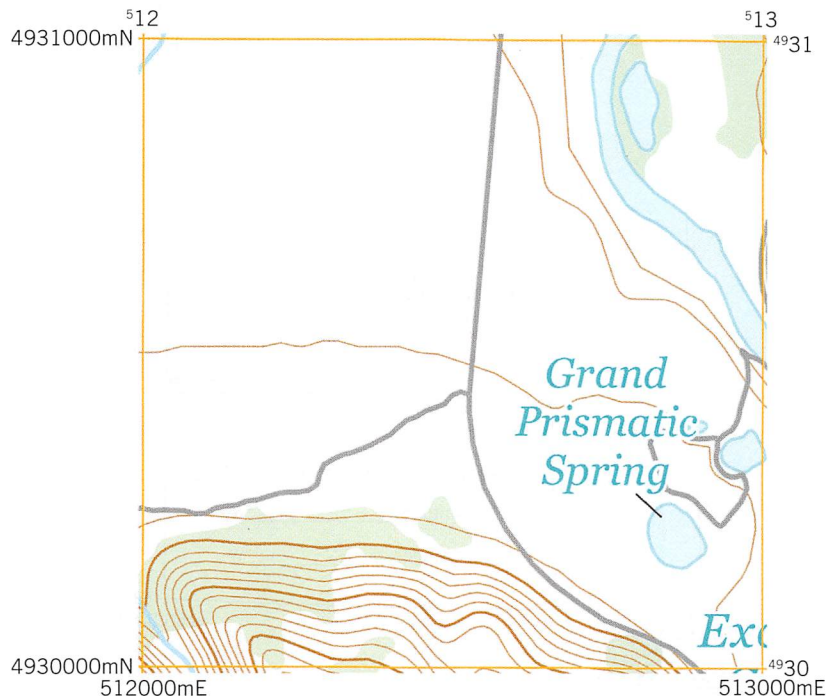 ⁵12
⁵13
4931000mN
⁴⁹31
Grand
Prismatic
Spring
Exc
4930000mN
⁴⁹30
512000mE
513000mE